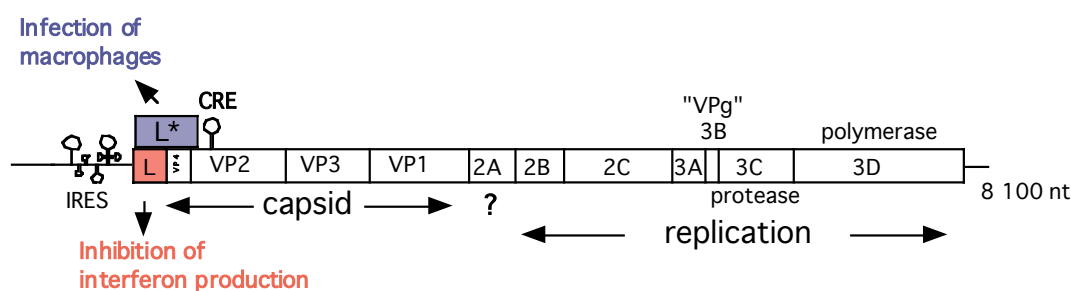 Infection of
macrophages
CRE
"VPg"
L*
3B
polymerase
L VP4 VP2 VP3 VP1 2A 2B 2C 3A 3C 3D
IRES
capsid
?
protease
8 100 nt
replication
Inhibition of
interferon production